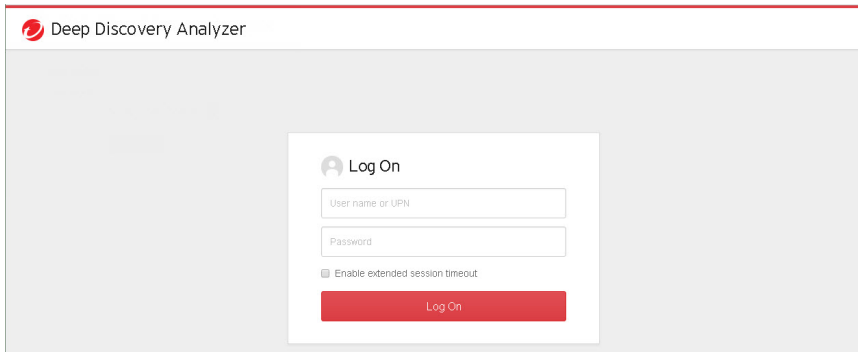 Deep Discovery Analyzer
Log On
User name or UPN
Password
Enable extended session timeout
Log On